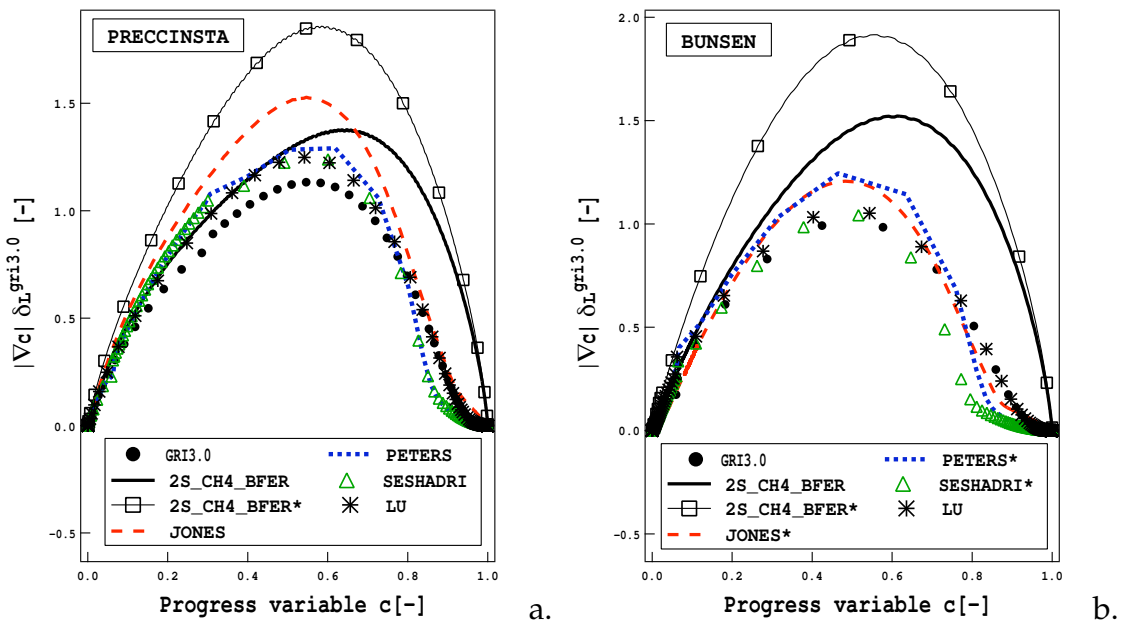 PRECCINSTA
|∇c| δL^gri3.0 [-]
1.5
1.0
0.5
0.0
-0.5
GRI3.0
2S_CH4_BFER
2S_CH4_BFER*
JONES
PETERS
SESHADRI
LU
0.0 0.2 0.4 0.6 0.8 1.0
Progress variable c[-]
a.
BUNSEN
|∇c| δL^gri3.0 [-]
2.0
1.5
1.0
0.5
0.0
-0.5
GRI3.0
2S_CH4_BFER
2S_CH4_BFER*
JONES*
PETERS*
SESHADRI*
LU
0.0 0.2 0.4 0.6 0.8 1.0
Progress variable c[-]
b.